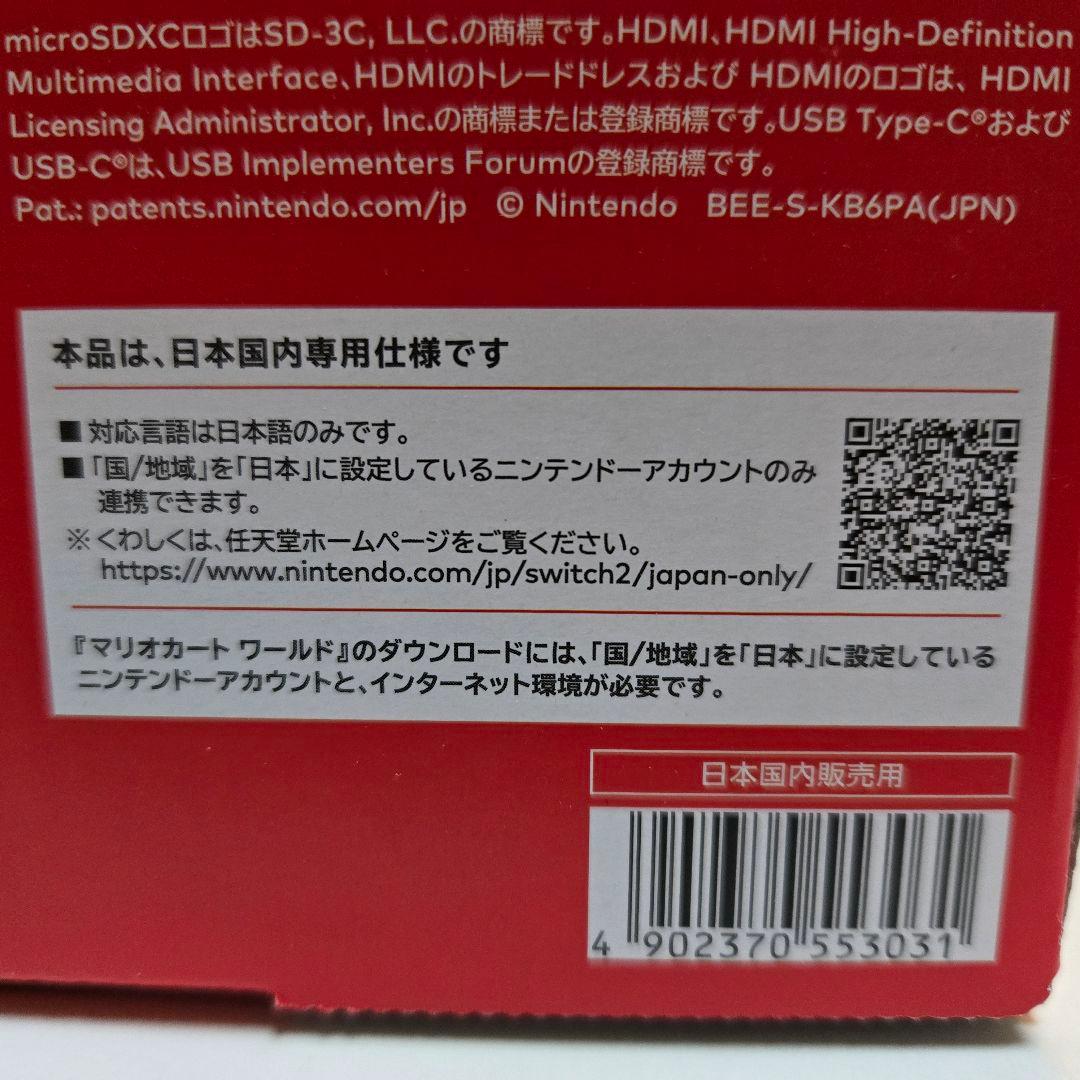 microSDXCロゴはSD-3C, LLC.の商標です。HDMI、HDMI High-Definition
Multimedia Interface、HDMIのトレードドレスおよび HDMIのロゴは、 HDMI
Licensing Administrator, Inc.の商標または登録商標です。USB Type-C®および
USB-C®は、USB Implementers Forumの登録商標です。
Pat.: patents.nintendo.com/jp © Nintendo BEE-S-KB6PA(JPN)
本品は、日本国内専用仕様です
■ 対応言語は日本語のみです。
■ 「国/地域」を「日本」に設定しているニンテンドーアカウントのみ
連携できます。
※ くわしくは、任天堂ホームページをご覧ください。
https://www.nintendo.com/jp/switch2/japan-only/
『マリオカート ワールド』のダウンロードには、「国/地域」を「日本」に設定している
ニンテンドーアカウントと、インターネット環境が必要です。
日本国内販売用
4 902370 553031